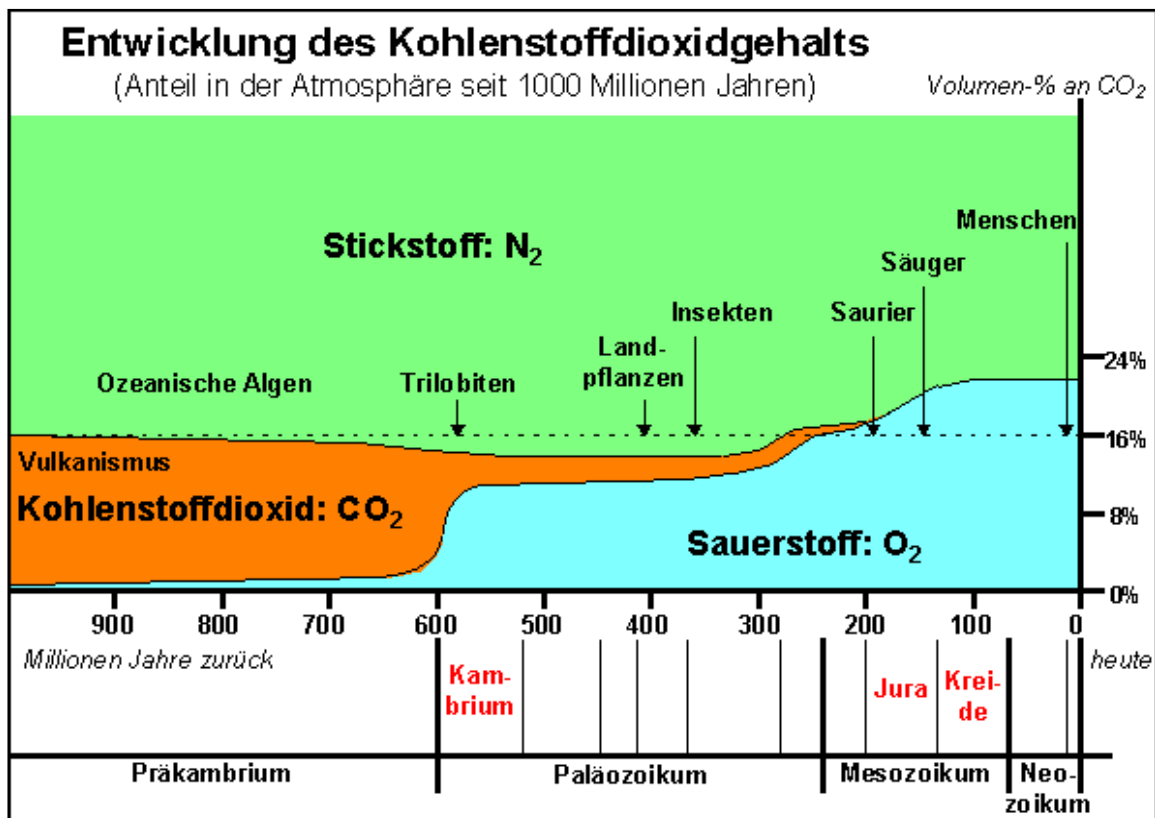 Entwicklung des Kohlenstoffdioxidgehalts
(Anteil in der Atmosphäre seit 1000 Millionen Jahren)
Volumen-% an CO₂
Stickstoff: N₂
Menschen
Säuger
Insekten
Saurier
Land-
pflanzen
24%
Ozeanische Algen
Trilobiten
16%
Vulkanismus
Kohlenstoffdioxid: CO₂
8%
Sauerstoff: O₂
0%
900 800 700 600 500 400 300 200 100 0
Millionen Jahre zurück
heute
Kam-
brium
Jura
Krei-
de
Präkambrium
Paläozoikum
Mesozoikum
Neo-
zoikum